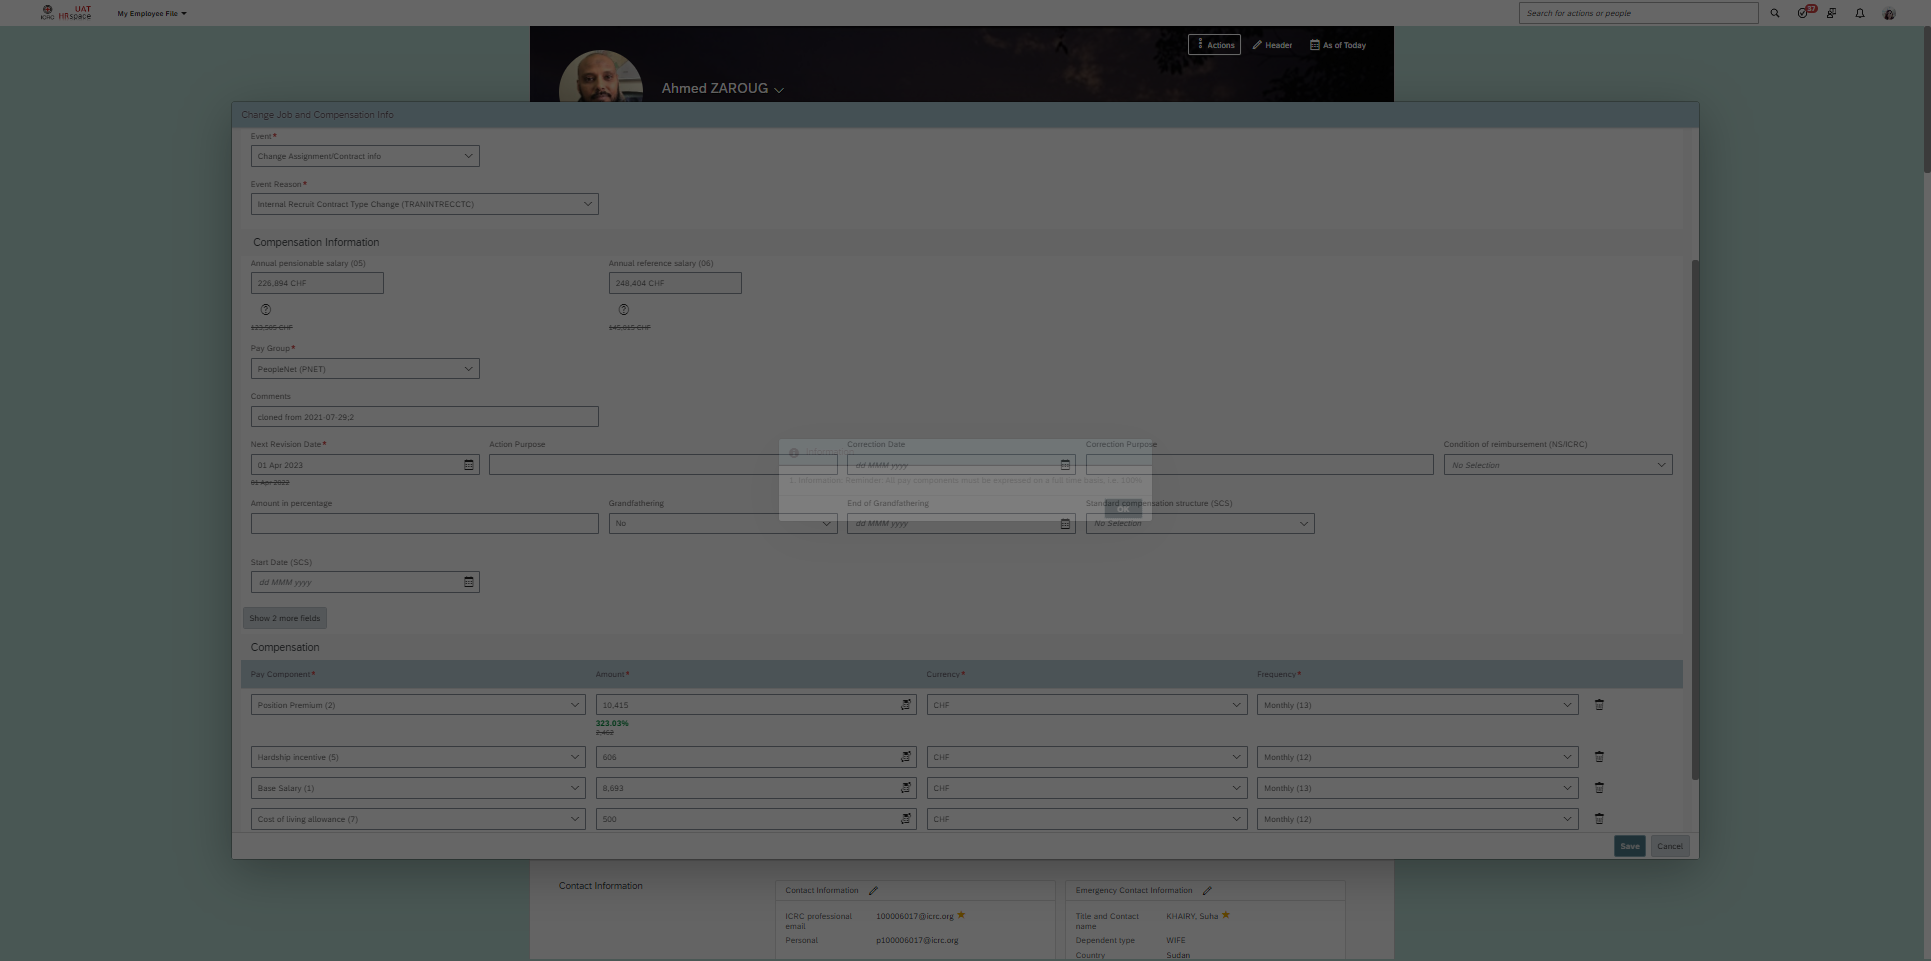 ICRC UAT HRspace My Employee File Search for actions or people 37
Actions Header As of Today
Ahmed ZAROUG
Change Job and Compensation Info
Event*
Change Assignment/Contract info
Event Reason*
Internal Recruit Contract Type Change (TRANINTRECCTC)
Compensation Information
Annual pensionable salary (05) Annual reference salary (06)
226,894 CHF 248,404 CHF
Pay Group*
PeopleNet (PNET)
Comments
cloned from 2021-07-29;2
Next Revision Date* Action Purpose Correction Date Correction Purpose Condition of reimbursement (NS/ICRC)
Information
01 Apr 2023 dd MMM yyyy No Selection
01 Apr 2022
1. Information: Reminder: All pay components must be expressed on a full time basis, i.e. 100%
Amount in percentage Grandfathering End of Grandfathering Standard compensation structure (SCS)
OK
No dd MMM yyyy No Selection
Start Date (SCS)
dd MMM yyyy
Show 2 more fields
Compensation
Pay Component* Amount* Currency* Frequency*
Position Premium (2) 10,415 CHF Monthly (13)
323.03%
2,462
Hardship incentive (5) 606 CHF Monthly (12)
Base Salary (1) 8,693 CHF Monthly (13)
Cost of living allowance (7) 500 CHF Monthly (12)
Save Cancel
Contact Information Contact Information Emergency Contact Information
ICRC professional email 100006017@icrc.org Title and Contact name KHAIRY, Suha
Personal p100006017@icrc.org Dependent type WIFE
Country Sudan